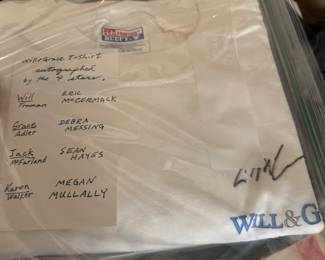 Will & Grace T-Shirt
autographed
by the 4 stars.
Will Truman
ERIC McCORMACK
Grace Adler
DEBRA MESSING
Jack McFarland
SEAN HAYES
Karen Walker
MEGAN MULLALLY
BEEFY-T
WILL&G